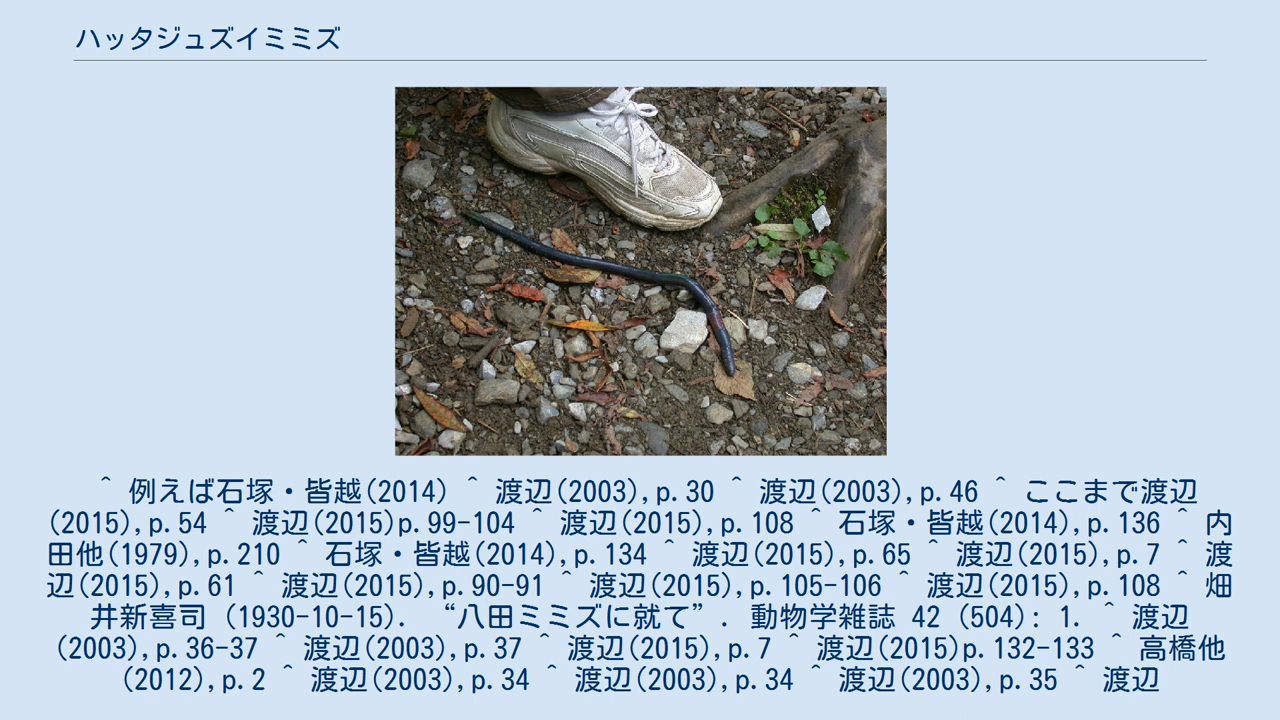 ハッタジュズイミミズ
^ 例えば石塚・皆越(2014) ^ 渡辺(2003),p.30 ^ 渡辺(2003),p.46 ^ ここまで渡辺
(2015),p.54 ^ 渡辺(2015)p.99-104 ^ 渡辺(2015),p.108 ^ 石塚・皆越(2014),p.136 ^ 内
田他(1979),p.210 ^ 石塚・皆越(2014),p.134 ^ 渡辺(2015),p.65 ^ 渡辺(2015),p.7 ^ 渡
辺(2015),p.61 ^ 渡辺(2015),p.90-91 ^ 渡辺(2015),p.105-106 ^ 渡辺(2015),p.108 ^ 畑
井新喜司 (1930-10-15). “八田ミミズに就て”. 動物学雑誌 42 (504): 1. ^ 渡辺
(2003),p.36-37 ^ 渡辺(2003),p.37 ^ 渡辺(2015),p.7 ^ 渡辺(2015)p.132-133 ^ 高橋他
(2012),p.2 ^ 渡辺(2003),p.34 ^ 渡辺(2003),p.34 ^ 渡辺(2003),p.35 ^ 渡辺